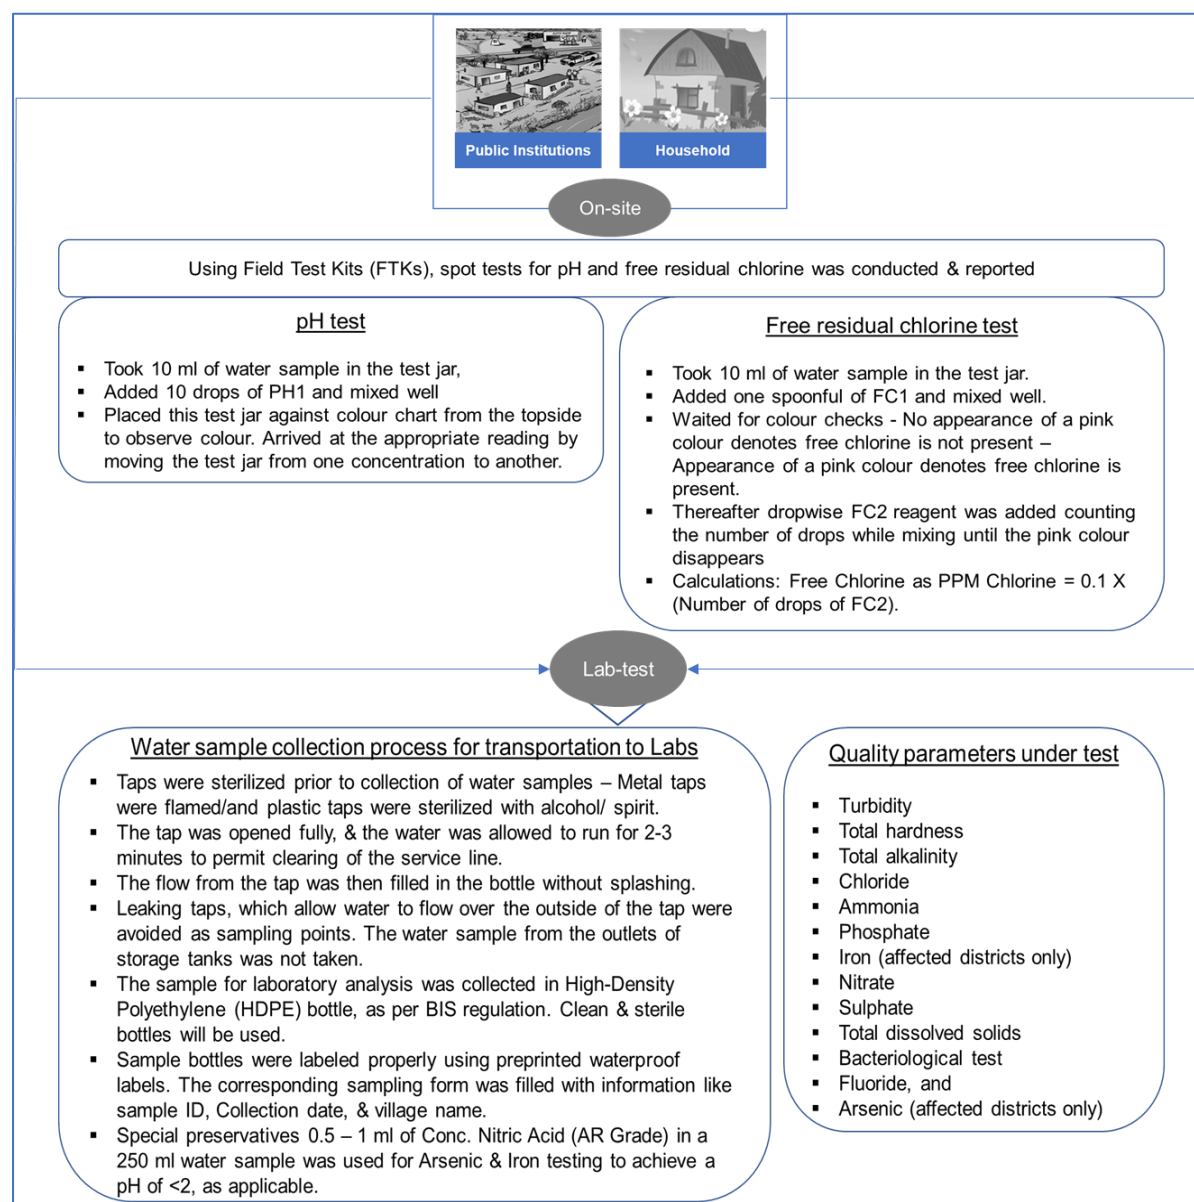 Public Institutions
Household
On-site
Using Field Test Kits (FTKs), spot tests for pH and free residual chlorine was conducted & reported
pH test
▪ Took 10 ml of water sample in the test jar,
▪ Added 10 drops of PH1 and mixed well
▪ Placed this test jar against colour chart from the topside
to observe colour. Arrived at the appropriate reading by
moving the test jar from one concentration to another.
Free residual chlorine test
▪ Took 10 ml of water sample in the test jar.
▪ Added one spoonful of FC1 and mixed well.
▪ Waited for colour checks - No appearance of a pink
colour denotes free chlorine is not present –
Appearance of a pink colour denotes free chlorine is
present.
▪ Thereafter dropwise FC2 reagent was added counting
the number of drops while mixing until the pink colour
disappears
▪ Calculations: Free Chlorine as PPM Chlorine = 0.1 X
(Number of drops of FC2).
Lab-test
Water sample collection process for transportation to Labs
▪ Taps were sterilized prior to collection of water samples – Metal taps
were flamed/and plastic taps were sterilized with alcohol/ spirit.
▪ The tap was opened fully, & the water was allowed to run for 2-3
minutes to permit clearing of the service line.
▪ The flow from the tap was then filled in the bottle without splashing.
▪ Leaking taps, which allow water to flow over the outside of the tap were
avoided as sampling points. The water sample from the outlets of
storage tanks was not taken.
▪ The sample for laboratory analysis was collected in High-Density
Polyethylene (HDPE) bottle, as per BIS regulation. Clean & sterile
bottles will be used.
▪ Sample bottles were labeled properly using preprinted waterproof
labels. The corresponding sampling form was filled with information like
sample ID, Collection date, & village name.
▪ Special preservatives 0.5 – 1 ml of Conc. Nitric Acid (AR Grade) in a
250 ml water sample was used for Arsenic & Iron testing to achieve a
pH of <2, as applicable.
Quality parameters under test
▪ Turbidity
▪ Total hardness
▪ Total alkalinity
▪ Chloride
▪ Ammonia
▪ Phosphate
▪ Iron (affected districts only)
▪ Nitrate
▪ Sulphate
▪ Total dissolved solids
▪ Bacteriological test
▪ Fluoride, and
▪ Arsenic (affected districts only)